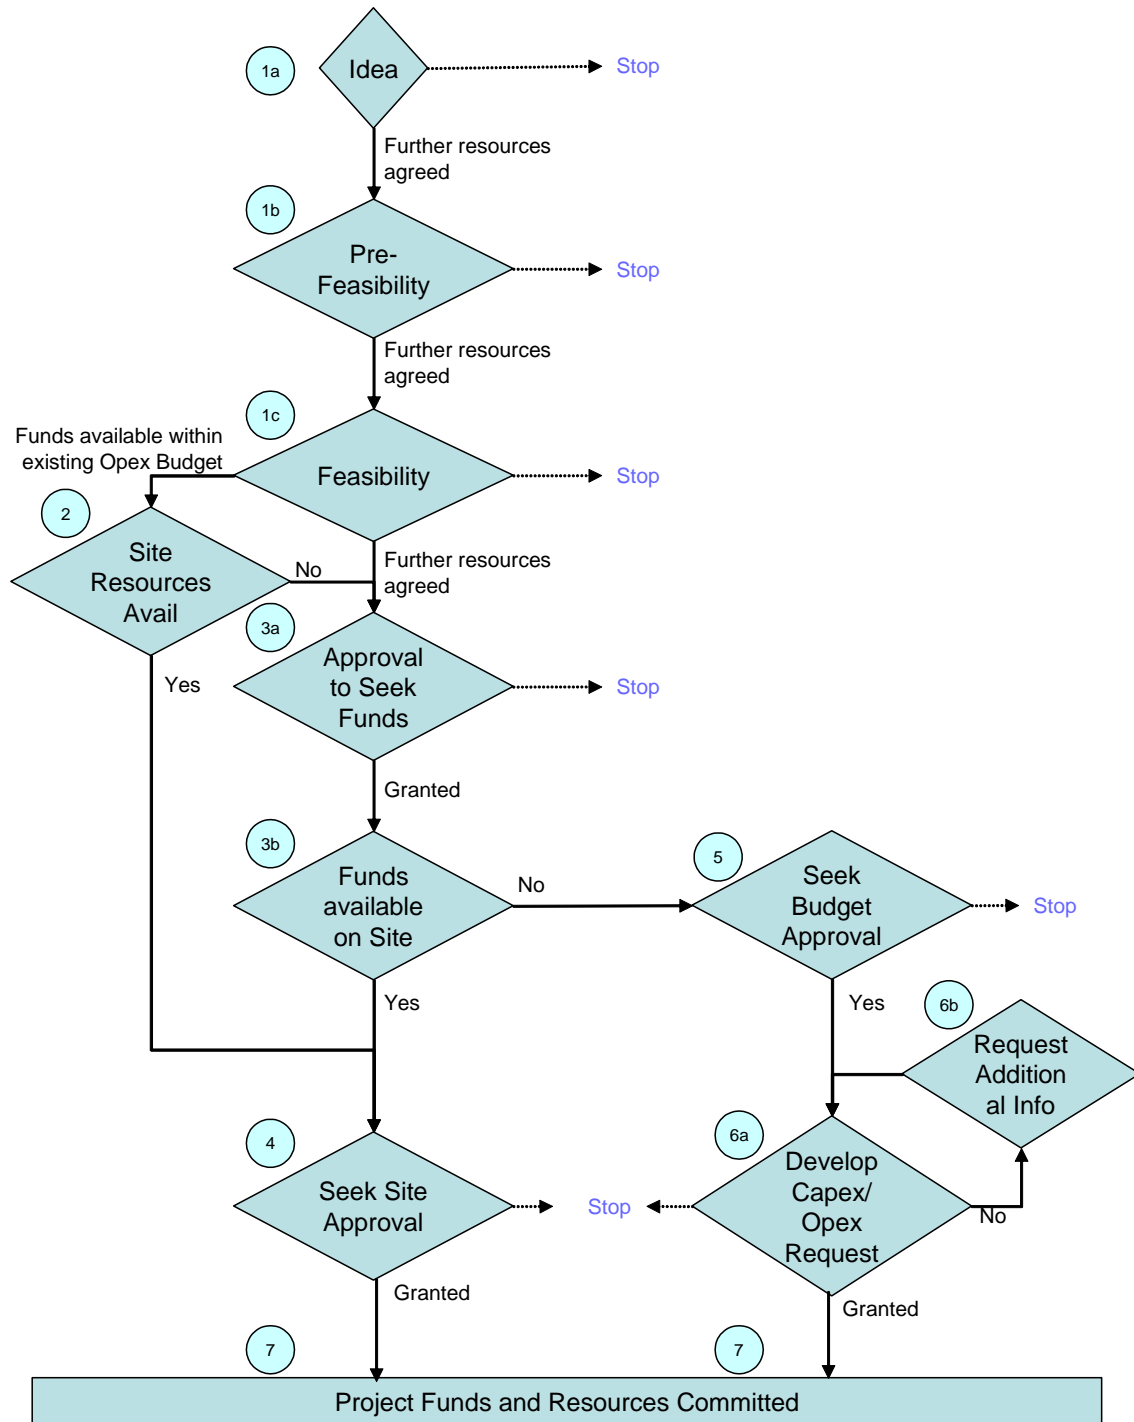 1a
Idea
Stop
Further resources
agreed
1b
Pre-
Feasibility
Stop
Further resources
agreed
1c
Funds available within
existing Opex Budget
Feasibility
Stop
2
Site
Resources
Avail
No
Further resources
agreed
3a
Yes
Approval
to Seek
Funds
Stop
Granted
3b
Funds
available
on Site
No
5
Seek
Budget
Approval
Stop
Yes
Yes
6b
Request
Addition
al Info
4
Seek Site
Approval
Stop
6a
Develop
Capex/
Opex
Request
No
Granted
Granted
7
7
Project Funds and Resources Committed